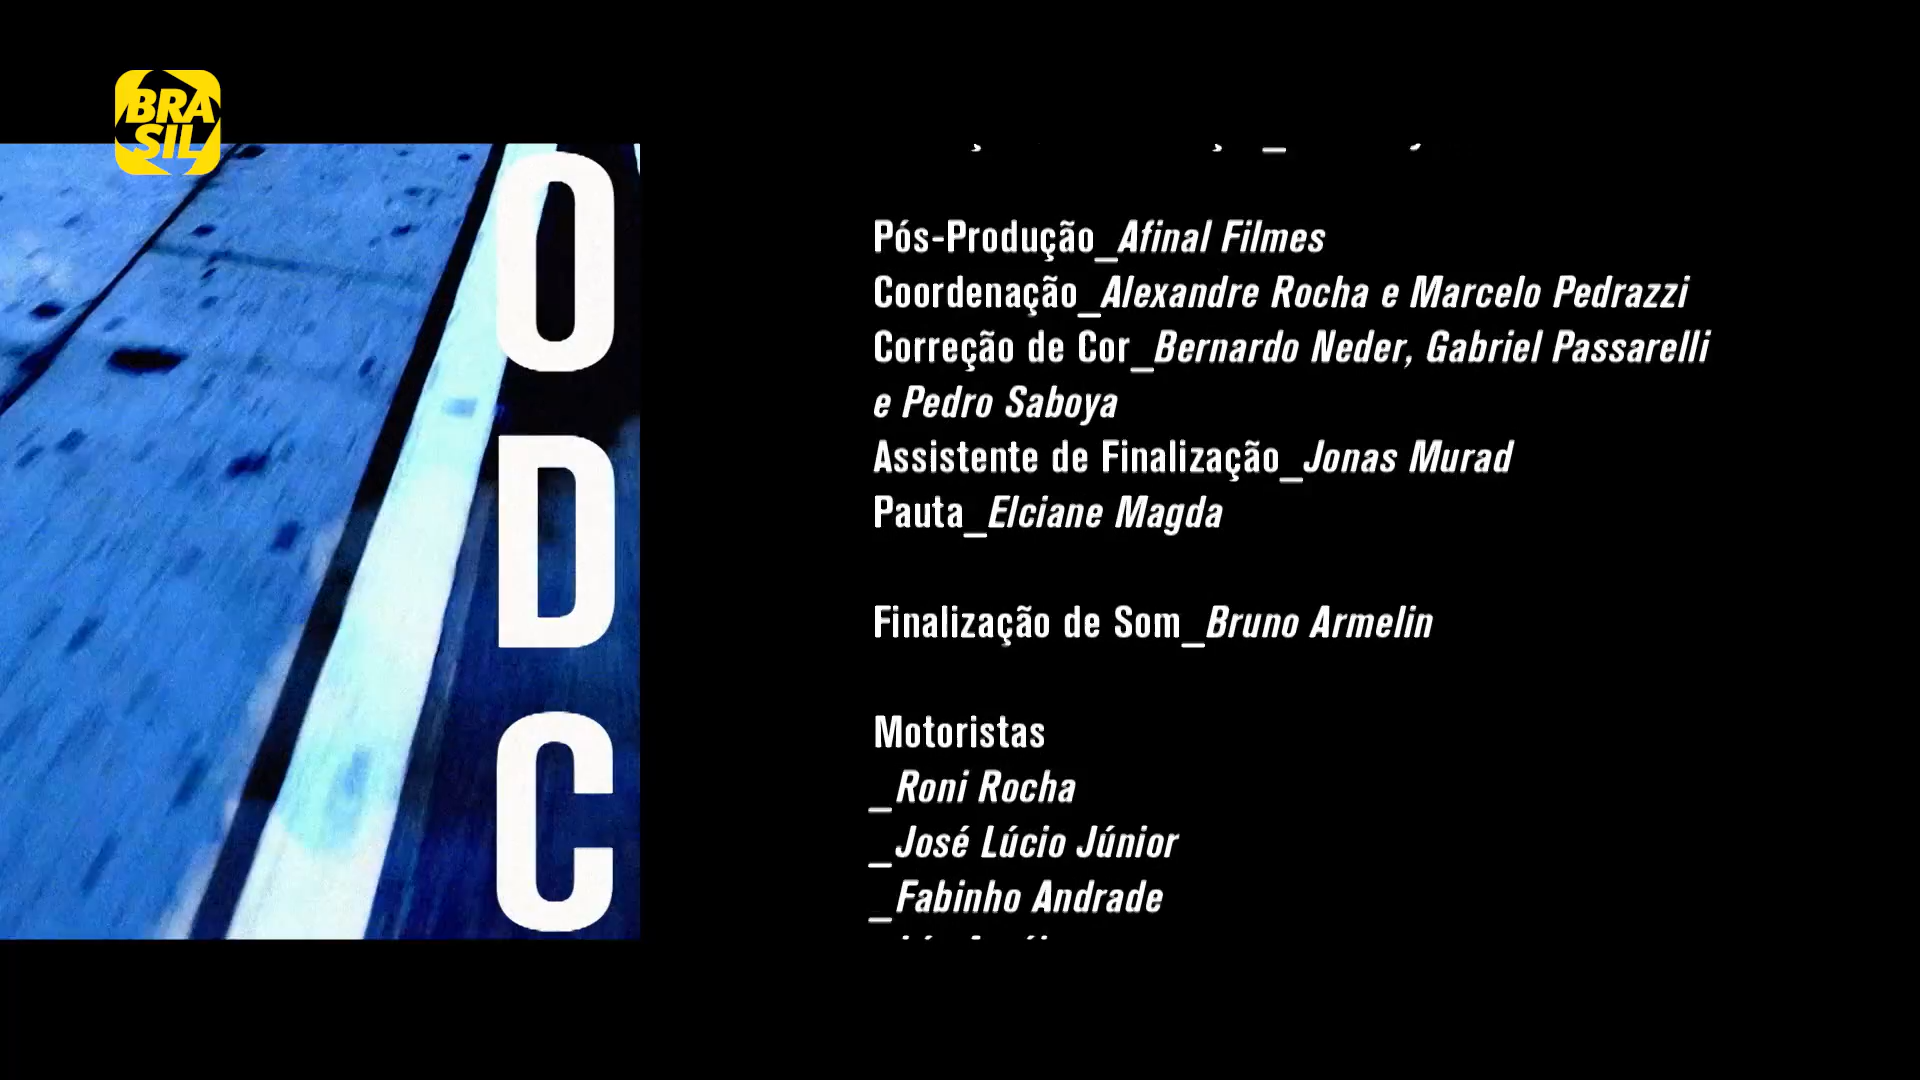 BRA
SIL
O
D
C
Pós-Produção_Afinal Filmes
Coordenação_Alexandre Rocha e Marcelo Pedrazzi
Correção de Cor_Bernardo Neder, Gabriel Passarelli
e Pedro Saboya
Assistente de Finalização_Jonas Murad
Pauta_Elciane Magda
Finalização de Som_Bruno Armelin
Motoristas
_Roni Rocha
_José Lúcio Júnior
_Fabinho Andrade